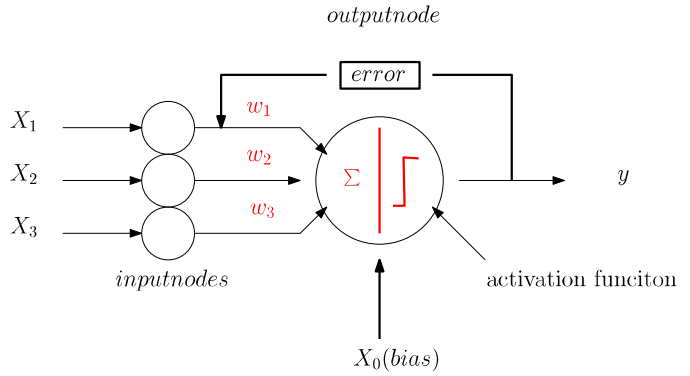 outputnode
error
X₁
w₁
X₂
w₂
Σ
y
X₃
w₃
inputnodes
activation funciton
X₀(bias)